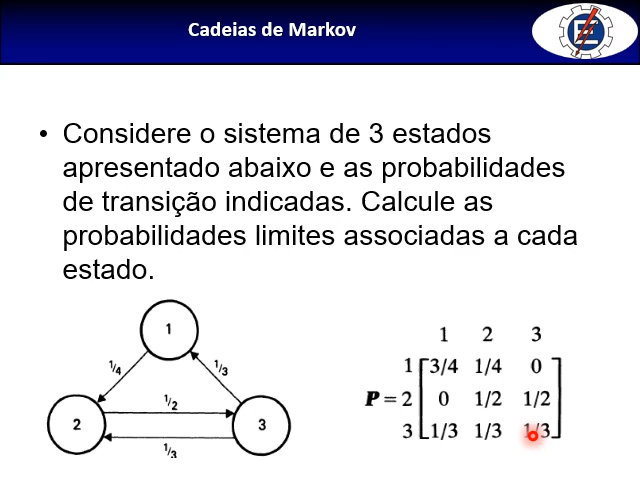 Cadeias de Markov
• Considere o sistema de 3 estados
apresentado abaixo e as probabilidades
de transição indicadas. Calcule as
probabilidades limites associadas a cada
estado.
1
1/4
1/3
2
1/2
3
1/3
1 2 3
1 3/4 1/4 0
P = 2 0 1/2 1/2
3 1/3 1/3 1/3